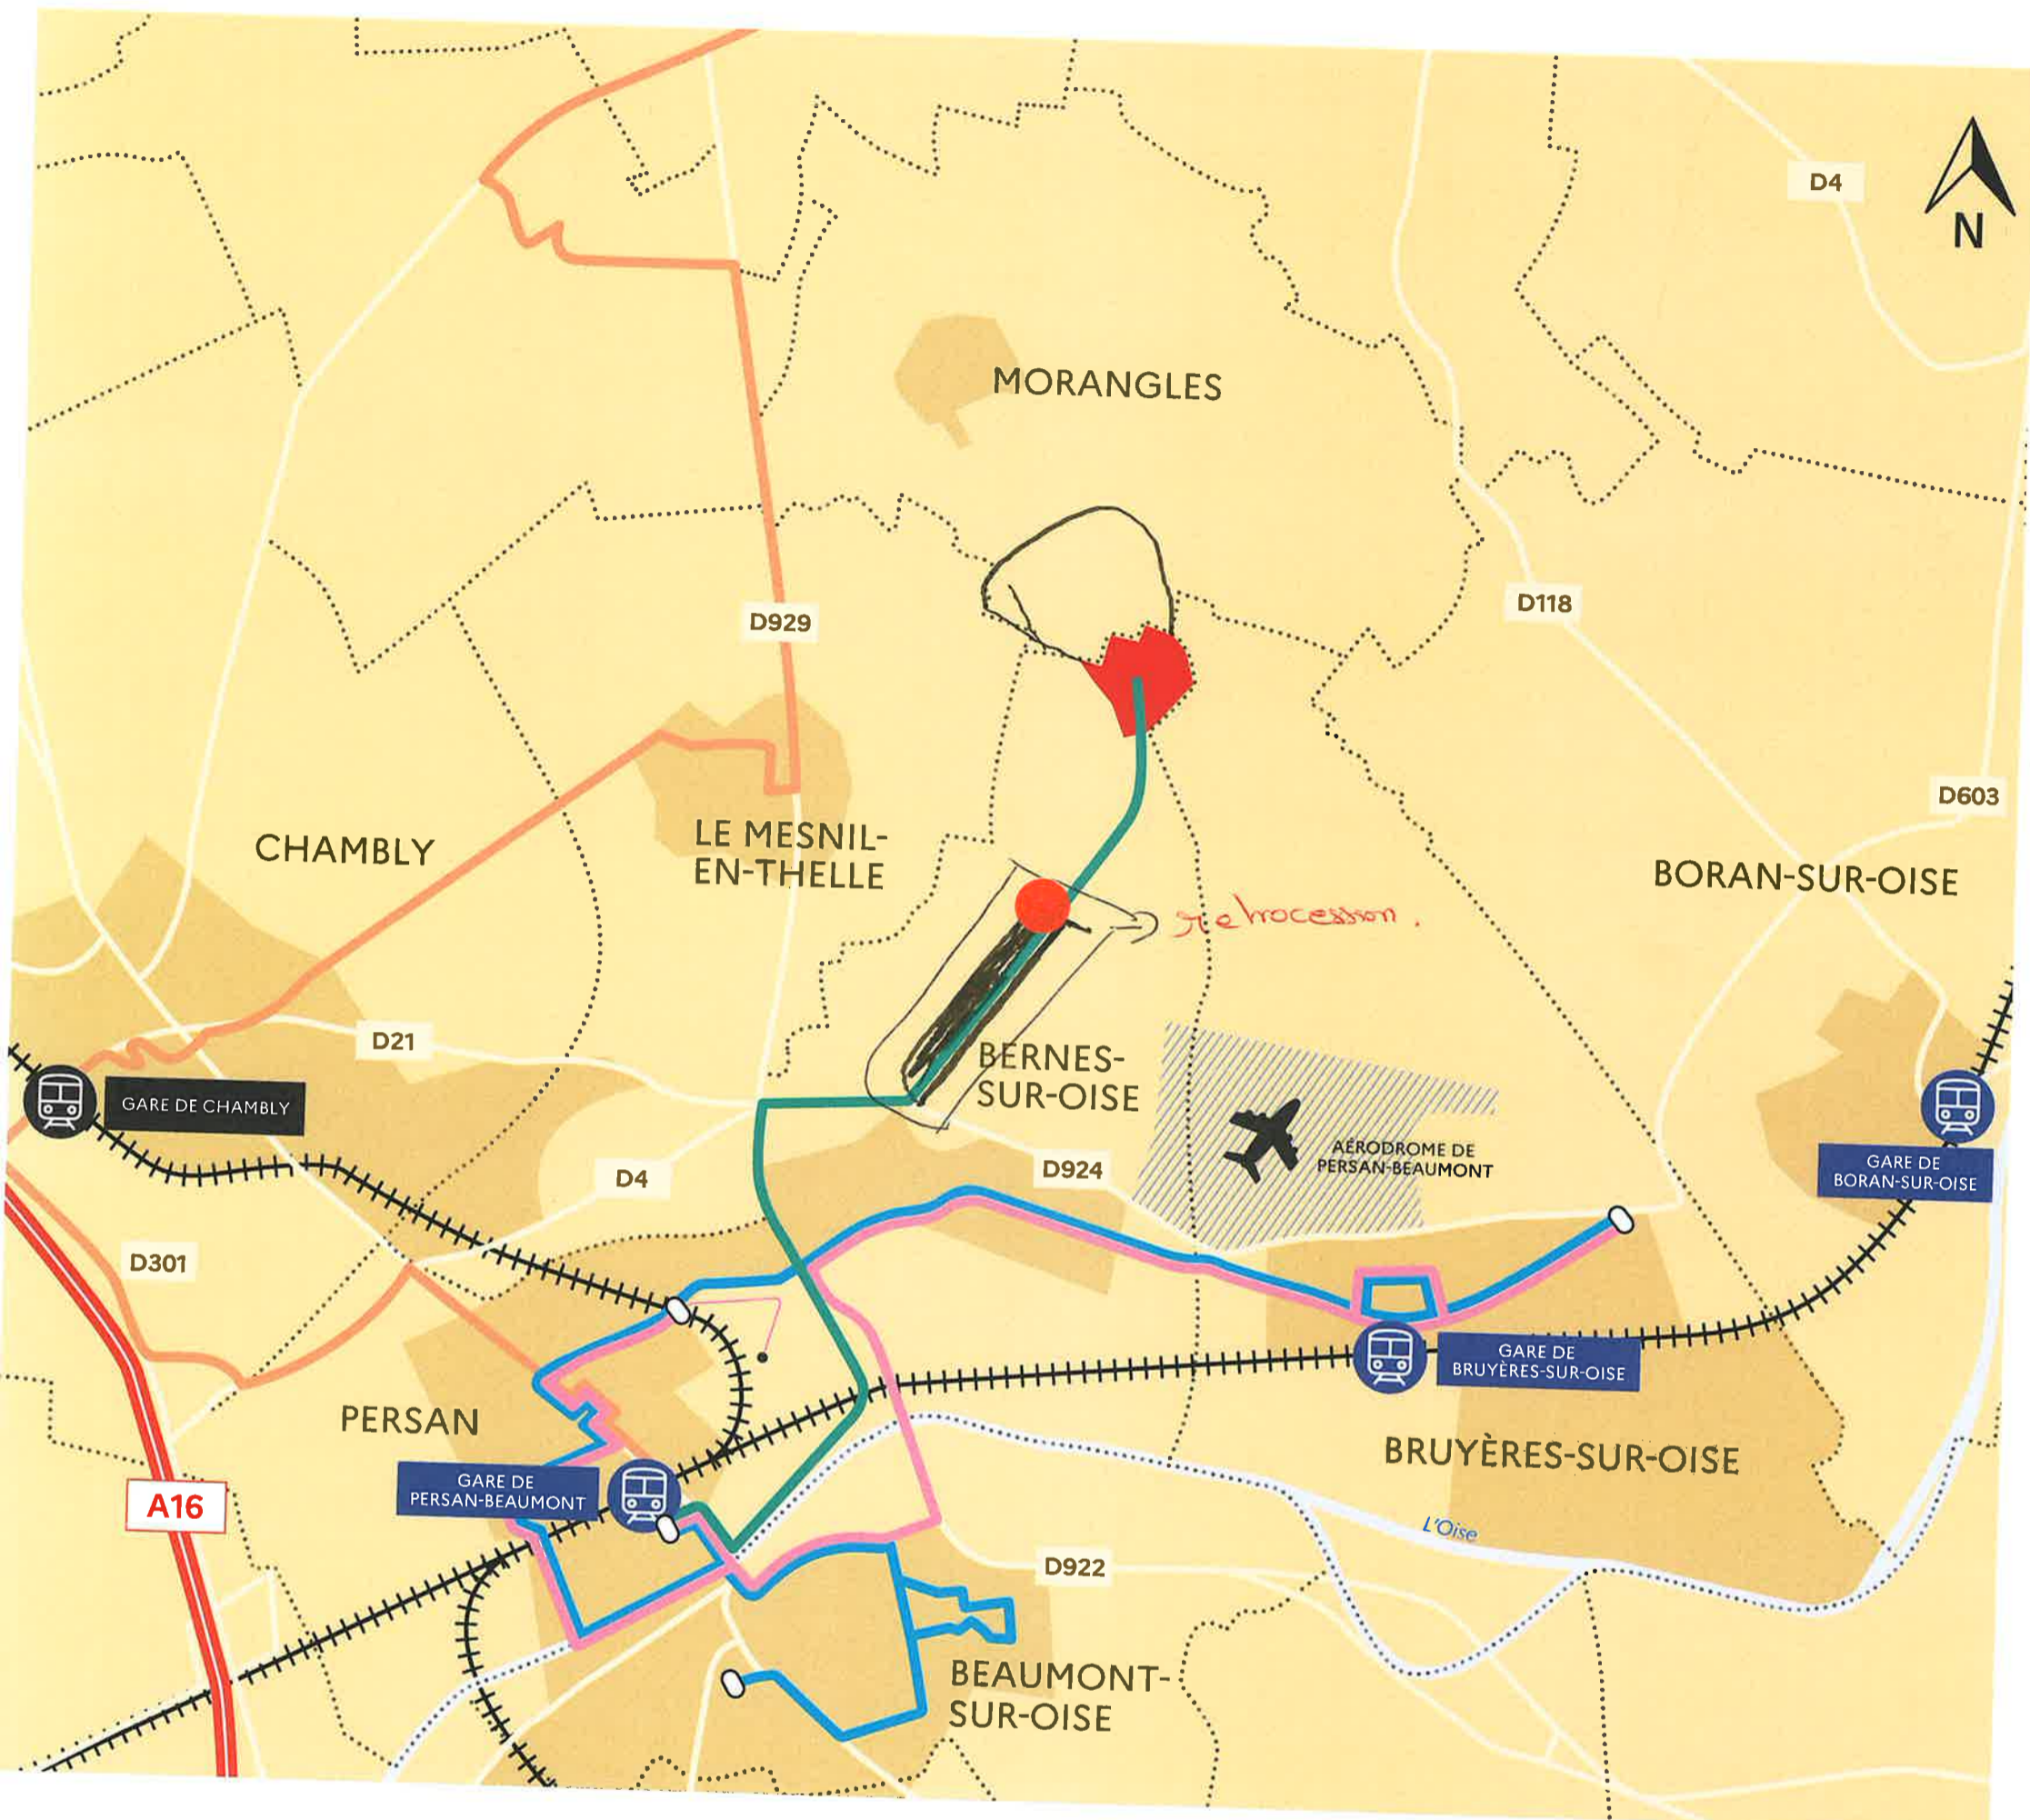 D4
N
MORANGLES
D929
D118
D603
CHAMBLY
LE MESNIL-
EN-THELLE
BORAN-SUR-OISE
retrocession.
D21
BERNES-
SUR-OISE
GARE DE CHAMBLY
AÉRODROME DE
PERSAN-BEAUMONT
D4
D924
GARE DE
BORAN-SUR-OISE
D301
GARE DE
BRUYÈRES-SUR-OISE
PERSAN
BRUYÈRES-SUR-OISE
GARE DE
PERSAN-BEAUMONT
A16
L'Oise
D922
BEAUMONT-
SUR-OISE